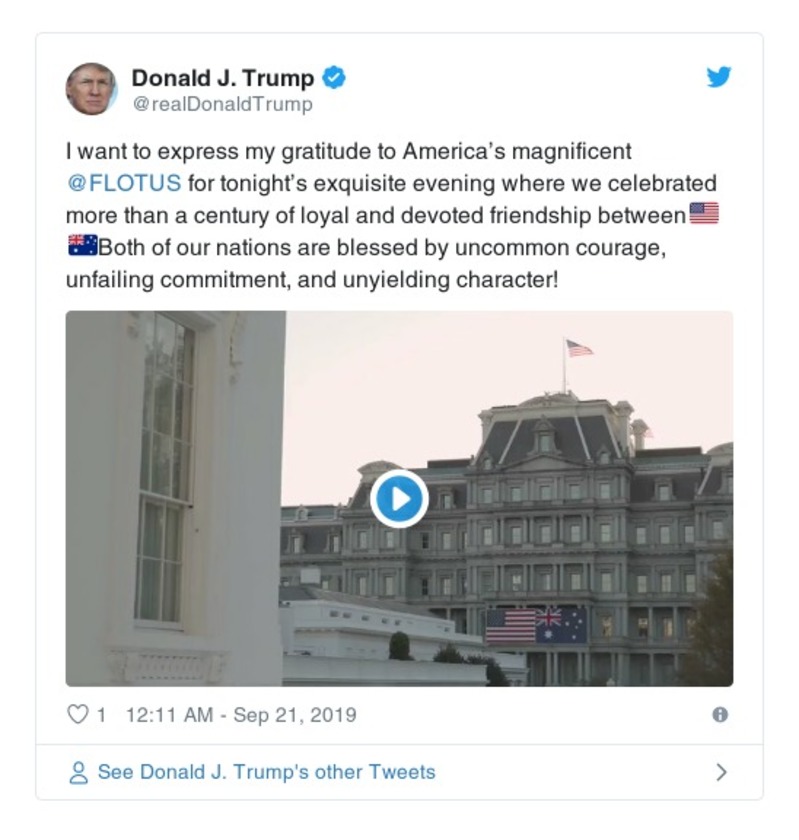 Donald J. Trump
@realDonaldTrump
I want to express my gratitude to America’s magnificent
@FLOTUS for tonight’s exquisite evening where we celebrated
more than a century of loyal and devoted friendship between🇺🇸
🇦🇺Both of our nations are blessed by uncommon courage,
unfailing commitment, and unyielding character!
1 12:11 AM - Sep 21, 2019
See Donald J. Trump's other Tweets